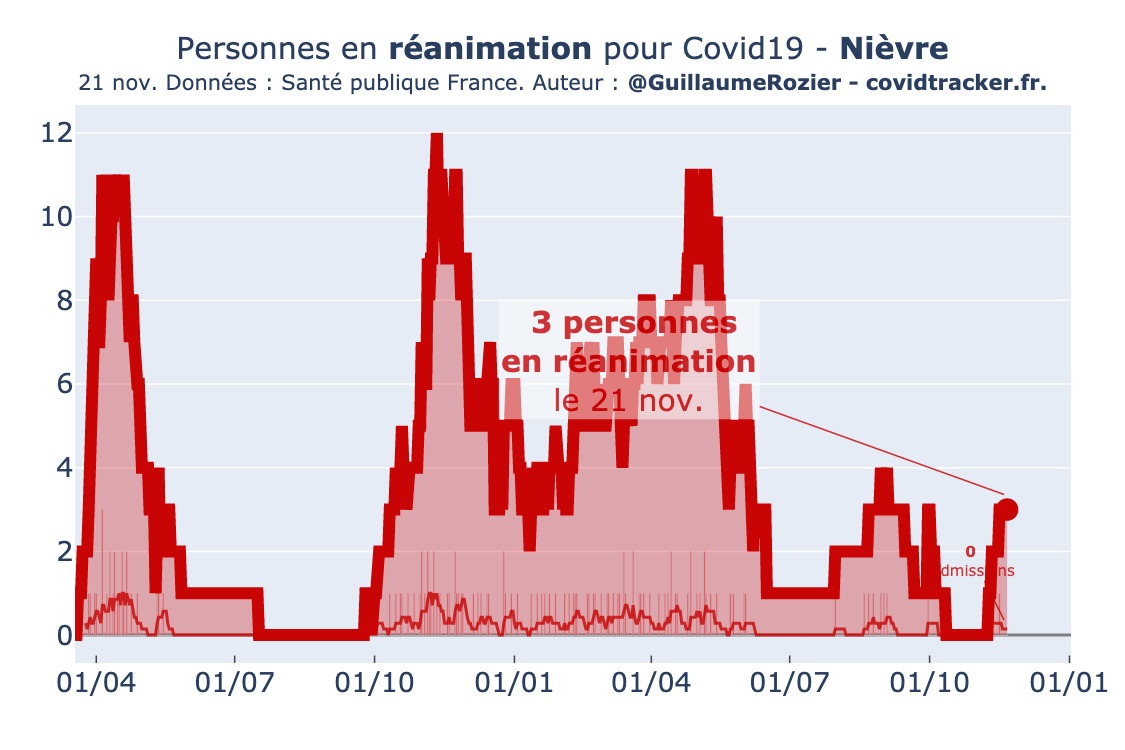 Personnes en réanimation pour Covid19 - Nièvre
21 nov. Données : Santé publique France. Auteur : @GuillaumeRozier - covidtracker.fr.
12
10
8
6
4
2
0
3 personnes
en réanimation
le 21 nov.
0
dmissions
01/04
01/07
01/10
01/01
01/04
01/07
01/10
01/01